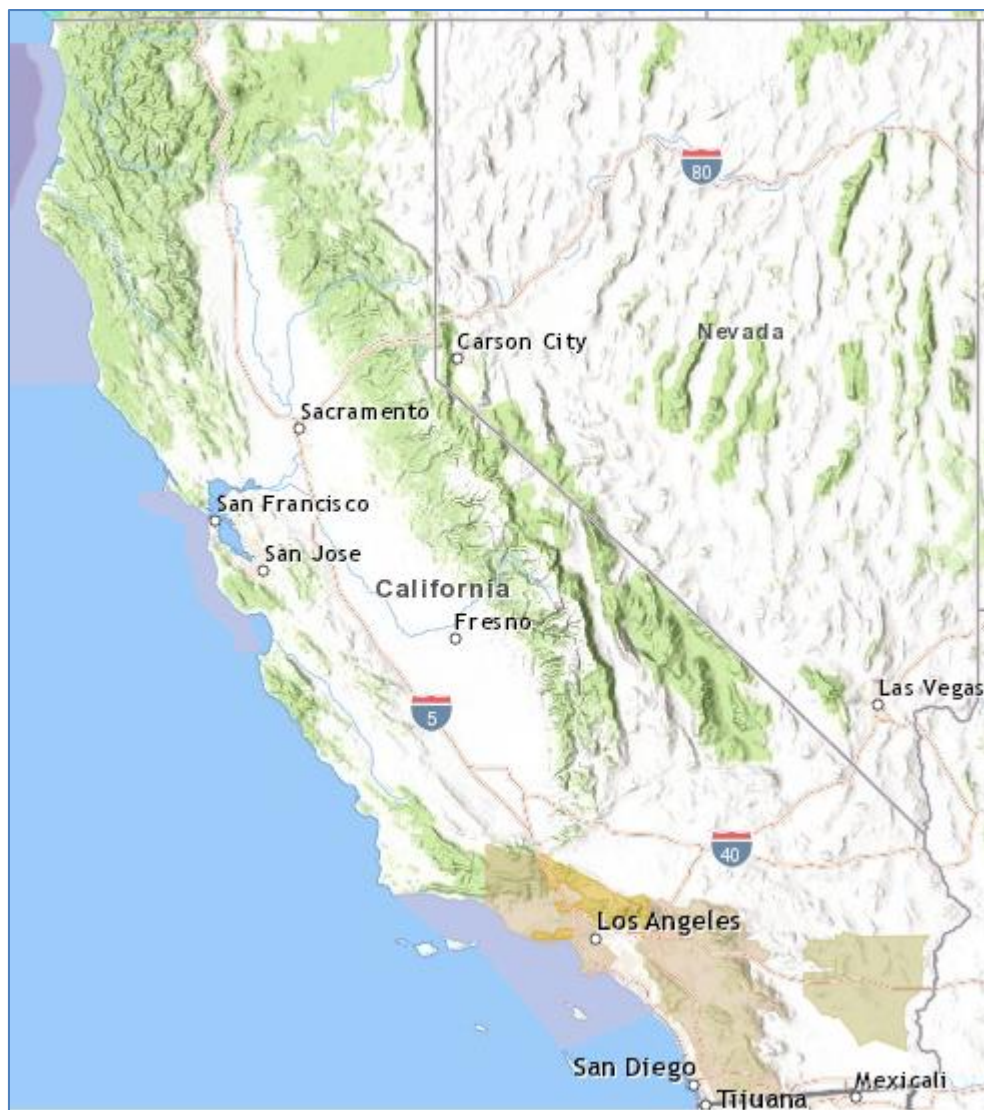 80
Nevada
Carson City
Sacramento
San Francisco
San Jose
California
Fresno
Las Vegas
5
40
Los Angeles
San Diego
Mexicali
Tijuana